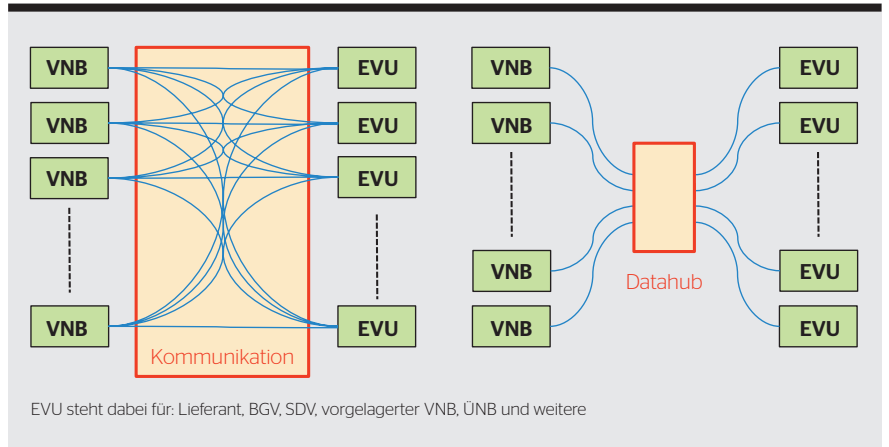 VNB
EVU
VNB
EVU
VNB
EVU
VNB
EVU
Kommunikation
VNB
EVU
VNB
EVU
Datahub
VNB
EVU
VNB
EVU
EVU steht dabei für: Lieferant, BGV, SDV, vorgelagerter VNB, ÜNB und weitere